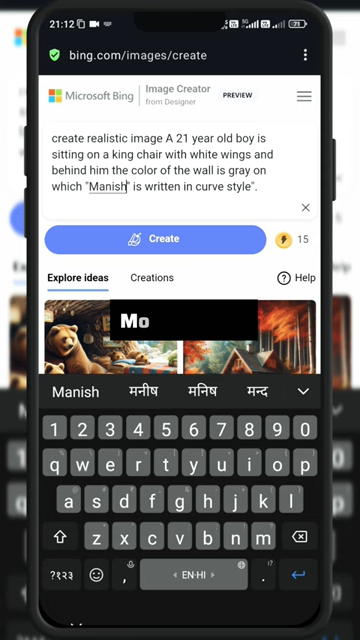 21:12
71
bing.com/images/create
Microsoft Bing
Image Creator
from Designer
PREVIEW
create realistic image A 21 year old boy is
sitting on a king chair with white wings and
behind him the color of the wall is gray on
which "Manish" is written in curve style".
Create
15
Explore ideas
Creations
Help
Mo
Manish
मनीष
मनिष
मन्द
1 2 3 4 5 6 7 8 9 0
q w e r t y u i o p
a s d f g h j k l
z x c v b n m
?१२३
,
EN·HI
.